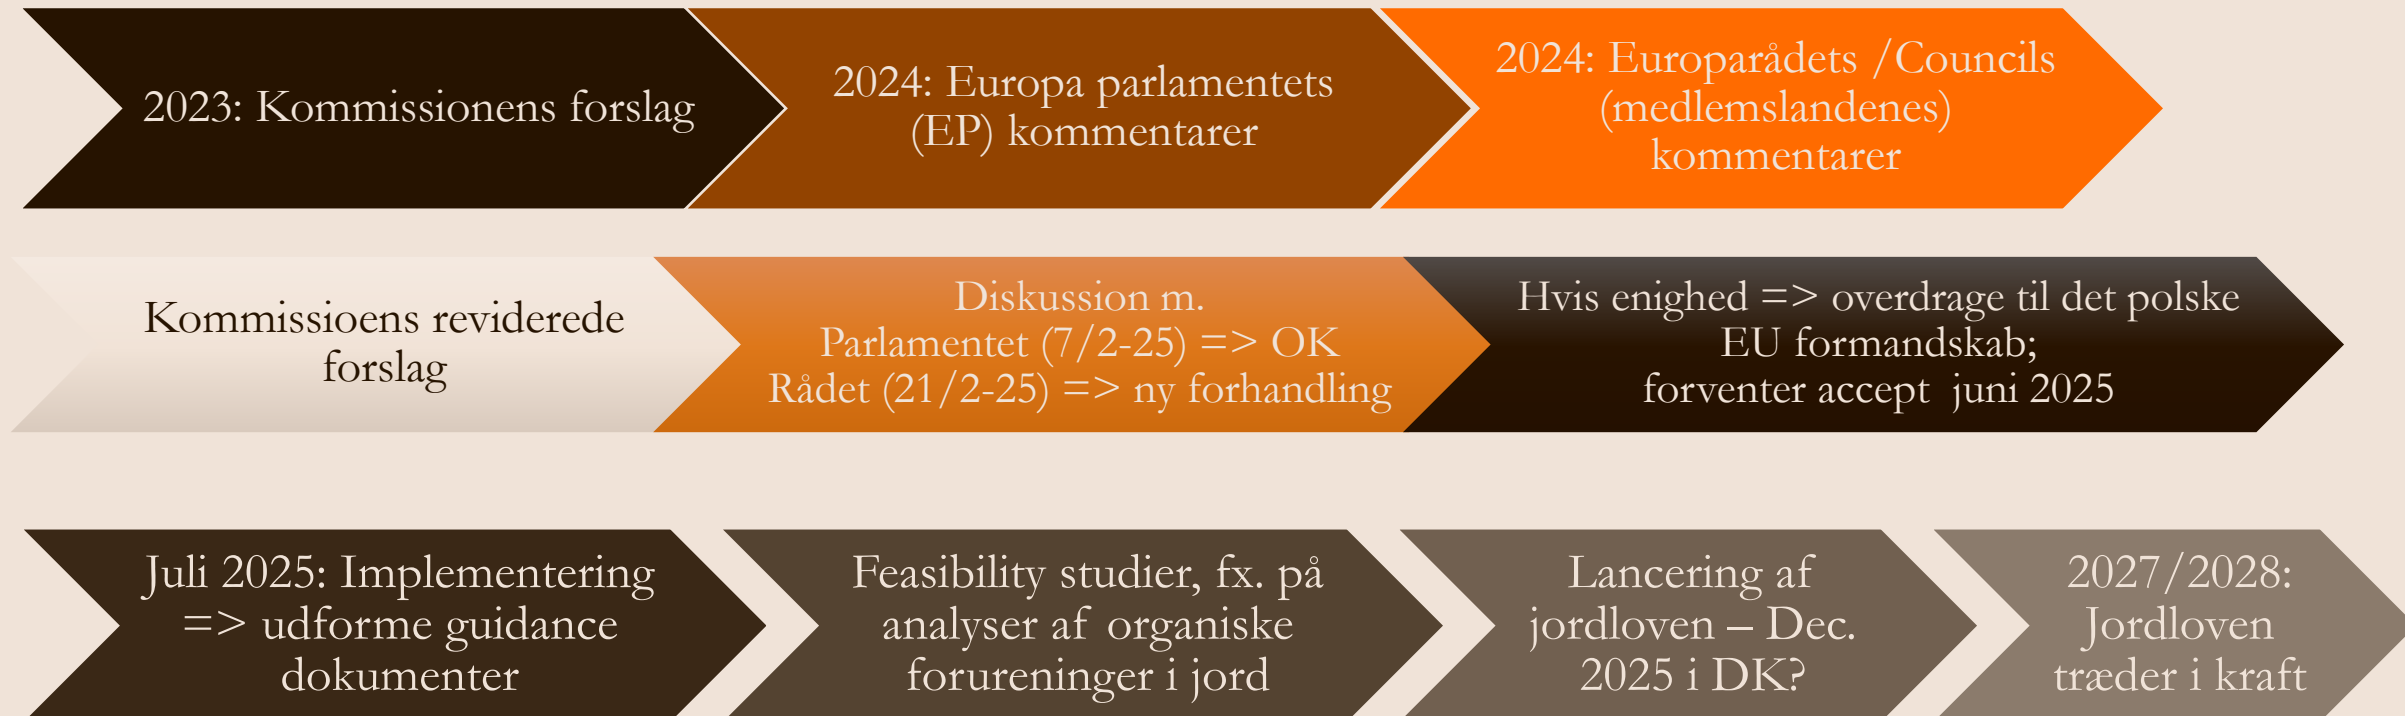 2023: Kommissionens forslag
2024: Europa parlamentets
(EP) kommentarer
2024: Europarådets /Councils
(medlemslandenes)
kommentarer
Kommissioens reviderede
forslag
Diskussion m.
Parlamentet (7/2-25) => OK
Rådet (21/2-25) => ny forhandling
Hvis enighed => overdrage til det polske
EU formandskab;
forventer accept juni 2025
Juli 2025: Implementering
=> udforme guidance
dokumenter
Feasibility studier, fx. på
analyser af organiske
forureninger i jord
Lancering af
jordloven – Dec.
2025 i DK?
2027/2028:
Jordloven
træder i kraft